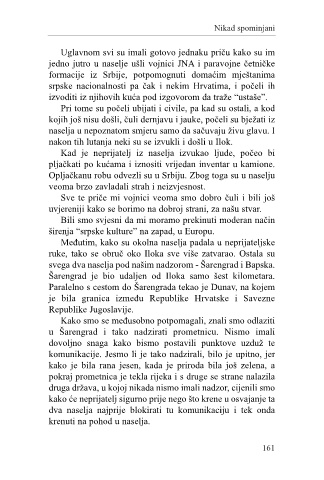 Nikad spominjani
Uglavnom svi su imali gotovo jednaku priču kako su im
jedno jutro u naselje ušli vojnici JNA i paravojne četničke
formacije iz Srbije, potpomognuti domaćim mještanima
srpske nacionalnosti pa čak i nekim Hrvatima, i počeli ih
izvoditi iz njihovih kuća pod izgovorom da traže “ustaše”.
Pri tome su počeli ubijati i civile, pa kad su ostali, a kod
kojih još nisu došli, čuli dernjavu i jauke, počeli su bježati iz
naselja u nepoznatom smjeru samo da sačuvaju živu glavu. I
nakon tih lutanja neki su se izvukli i došli u Ilok.
Kad je neprijatelj iz naselja izvukao ljude, počeo bi
pljačkati po kućama i iznositi vrijedan inventar u kamione.
Opljačkanu robu odvezli su u Srbiju. Zbog toga su u naselju
veoma brzo zavladali strah i neizvjesnost.
Sve te priče mi vojnici veoma smo dobro čuli i bili još
uvjereniji kako se borimo na dobroj strani, za našu stvar.
Bili smo svjesni da mi moramo prekinuti moderan način
širenja “srpske kulture” na zapad, u Europu.
Međutim, kako su okolna naselja padala u neprijateljske
ruke, tako se obruč oko Iloka sve više zatvarao. Ostala su
svega dva naselja pod našim nadzorom - Šarengrad i Bapska.
Šarengrad je bio udaljen od Iloka samo šest kilometara.
Paralelno s cestom do Šarengrada tekao je Dunav, na kojem
je bila granica između Republike Hrvatske i Savezne
Republike Jugoslavije.
Kako smo se međusobno potpomagali, znali smo odlaziti
u Šarengrad i tako nadzirati prometnicu. Nismo imali
dovoljno snaga kako bismo postavili punktove uzduž te
komunikacije. Jesmo li je tako nadzirali, bilo je upitno, jer
kako je bila rana jesen, kada je priroda bila još zelena, a
pokraj prometnica je tekla rijeka i s druge se strane nalazila
druga država, u kojoj nikada nismo imali nadzor, cijenili smo
kako će neprijatelj sigurno prije nego što krene u osvajanje ta
dva naselja najprije blokirati tu komunikaciju i tek onda
krenuti na pohod u naselja.
161